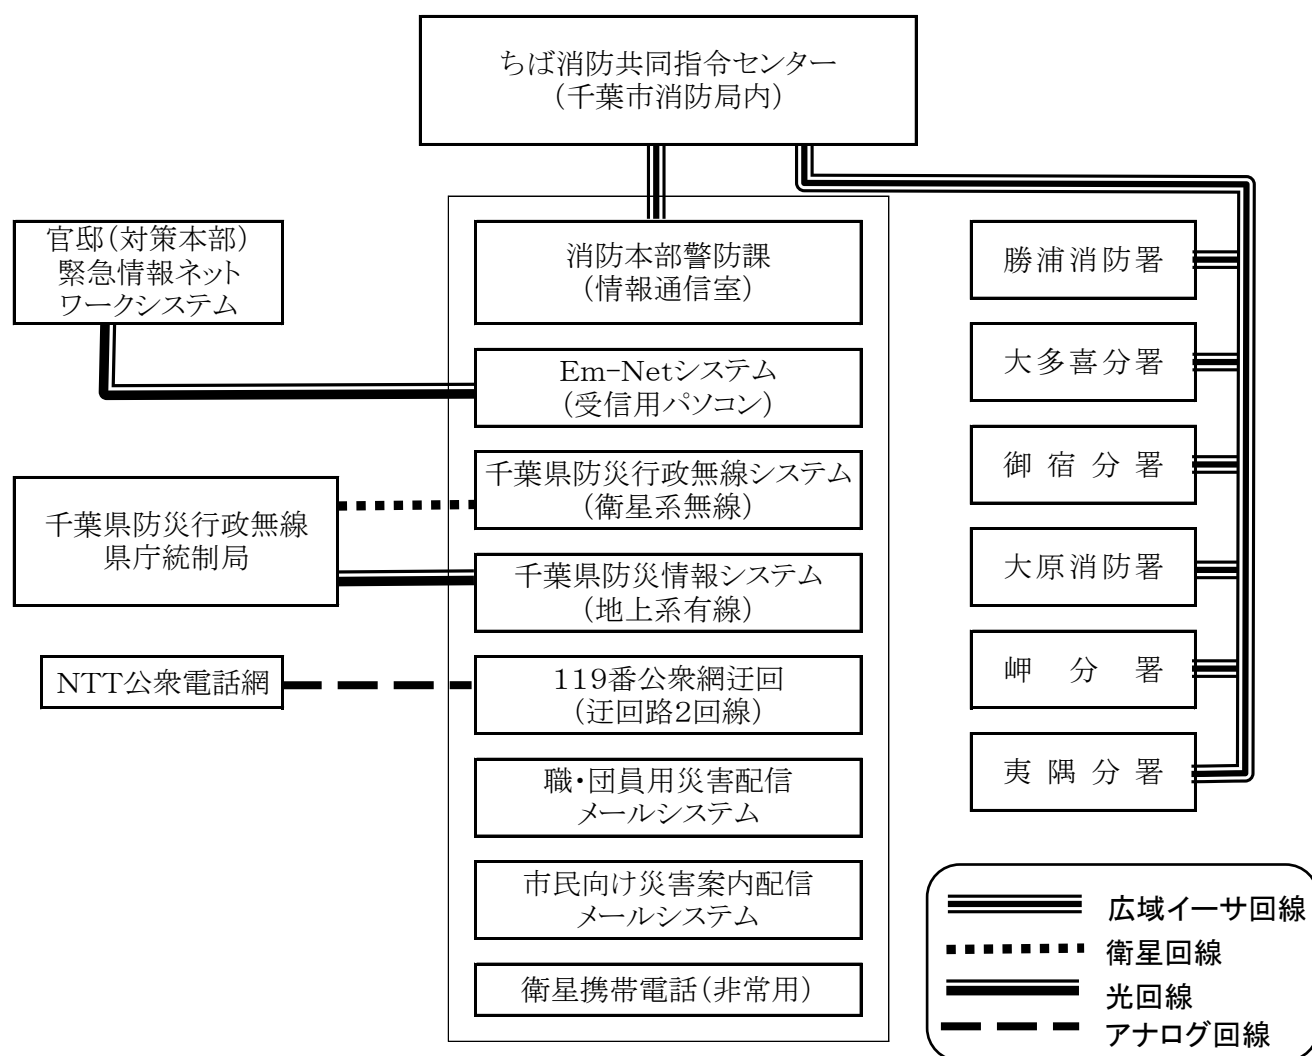 ちば消防共同指令センター
(千葉市消防局内)
官邸(対策本部)
緊急情報ネット
ワークシステム
千葉県防災行政無線
県庁統制局
NTT公衆電話網
消防本部警防課
(情報通信室)
Em-Netシステム
(受信用パソコン)
千葉県防災行政無線システム
(衛星系無線)
千葉県防災情報システム
(地上系有線)
119番公衆網迂回
(迂回路2回線)
職・団員用災害配信
メールシステム
市民向け災害案内配信
メールシステム
衛星携帯電話(非常用)
勝浦消防署
大多喜分署
御宿分署
大原消防署
岬分署
夷隅分署
広域イーサ回線
衛星回線
光回線
アナログ回線